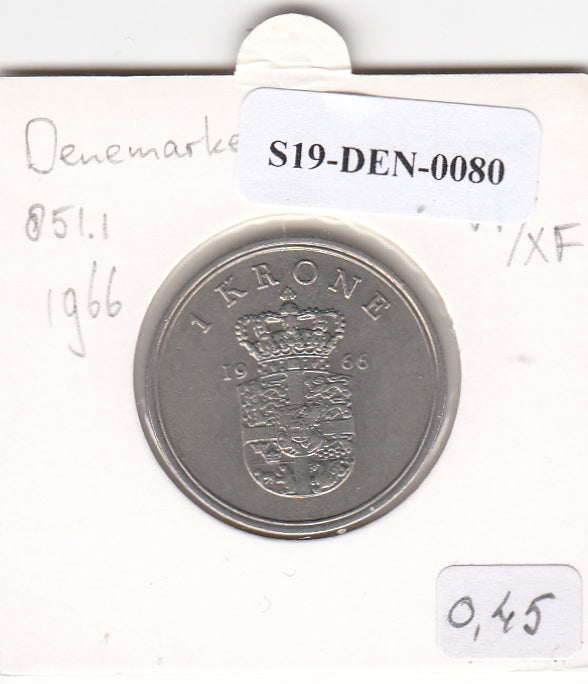 Denemarke
S19-DEN-0080
851.1
/XF
1966
1 KRONE
19 66
0,45